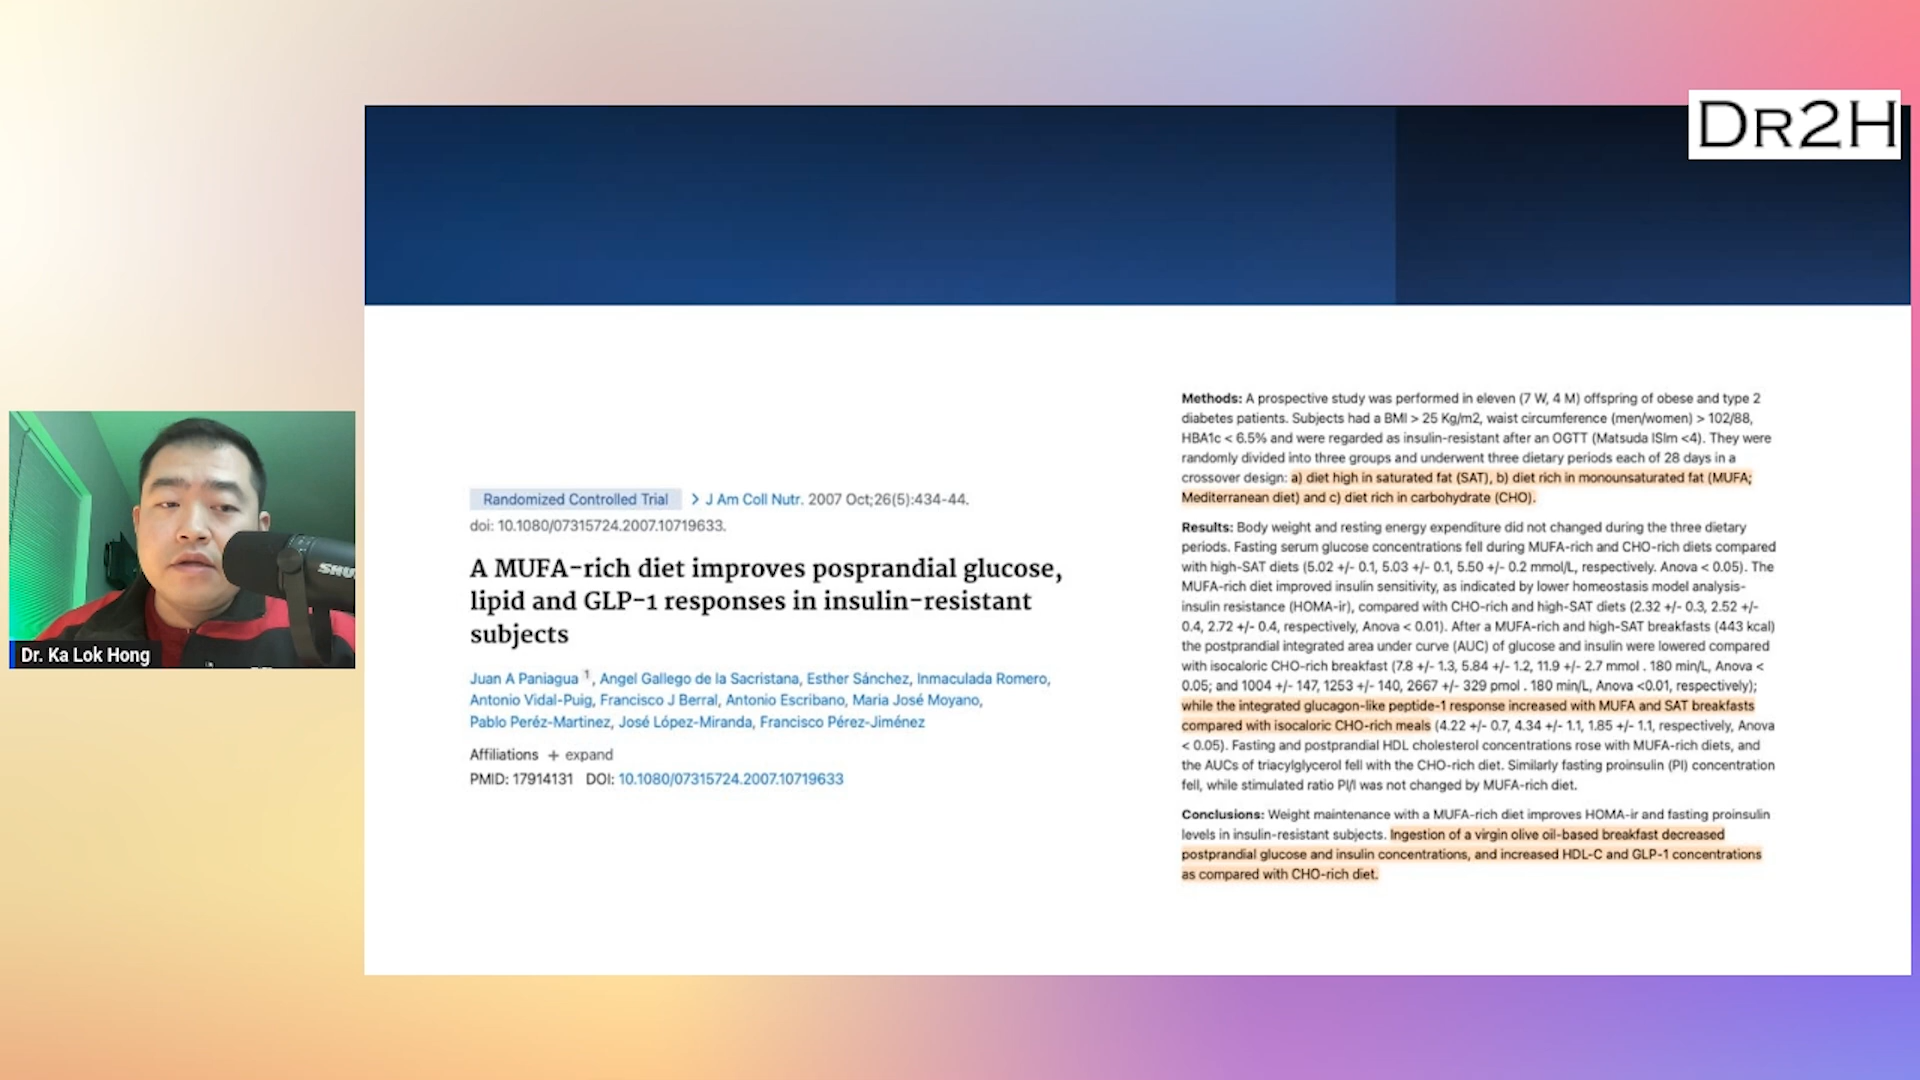 DR2H
Randomized Controlled Trial > J Am Coll Nutr. 2007 Oct;26(5):434-44.
doi: 10.1080/07315724.2007.10719633.
A MUFA-rich diet improves posprandial glucose,
lipid and GLP-1 responses in insulin-resistant
subjects
Juan A Paniagua 1, Angel Gallego de la Sacristana, Esther Sánchez, Inmaculada Romero,
Antonio Vidal-Puig, Francisco J Berral, Antonio Escribano, Maria José Moyano,
Pablo Peréz-Martinez, José López-Miranda, Francisco Pérez-Jiménez
Affiliations + expand
PMID: 17914131 DOI: 10.1080/07315724.2007.10719633
Methods: A prospective study was performed in eleven (7 W, 4 M) offspring of obese and type 2
diabetes patients. Subjects had a BMI > 25 Kg/m2, waist circumference (men/women) > 102/88,
HBA1c < 6.5% and were regarded as insulin-resistant after an OGTT (Matsuda ISIm <4). They were
randomly divided into three groups and underwent three dietary periods each of 28 days in a
crossover design: a) diet high in saturated fat (SAT), b) diet rich in monounsaturated fat (MUFA;
Mediterranean diet) and c) diet rich in carbohydrate (CHO).
Results: Body weight and resting energy expenditure did not changed during the three dietary
periods. Fasting serum glucose concentrations fell during MUFA-rich and CHO-rich diets compared
with high-SAT diets (5.02 +/- 0.1, 5.03 +/- 0.1, 5.50 +/- 0.2 mmol/L, respectively. Anova < 0.05). The
MUFA-rich diet improved insulin sensitivity, as indicated by lower homeostasis model analysis-
insulin resistance (HOMA-ir), compared with CHO-rich and high-SAT diets (2.32 +/- 0.3, 2.52 +/-
0.4, 2.72 +/- 0.4, respectively, Anova < 0.01). After a MUFA-rich and high-SAT breakfasts (443 kcal)
the postprandial integrated area under curve (AUC) of glucose and insulin were lowered compared
with isocaloric CHO-rich breakfast (7.8 +/- 1.3, 5.84 +/- 1.2, 11.9 +/- 2.7 mmol . 180 min/L, Anova <
0.05; and 1004 +/- 147, 1253 +/- 140, 2667 +/- 329 pmol . 180 min/L, Anova <0.01, respectively);
while the integrated glucagon-like peptide-1 response increased with MUFA and SAT breakfasts
compared with isocaloric CHO-rich meals (4.22 +/- 0.7, 4.34 +/- 1.1, 1.85 +/- 1.1, respectively, Anova
< 0.05). Fasting and postprandial HDL cholesterol concentrations rose with MUFA-rich diets, and
the AUCs of triacylglycerol fell with the CHO-rich diet. Similarly fasting proinsulin (PI) concentration
fell, while stimulated ratio PI/I was not changed by MUFA-rich diet.
Conclusions: Weight maintenance with a MUFA-rich diet improves HOMA-ir and fasting proinsulin
levels in insulin-resistant subjects. Ingestion of a virgin olive oil-based breakfast decreased
postprandial glucose and insulin concentrations, and increased HDL-C and GLP-1 concentrations
as compared with CHO-rich diet.
Dr. Ka Lok Hong